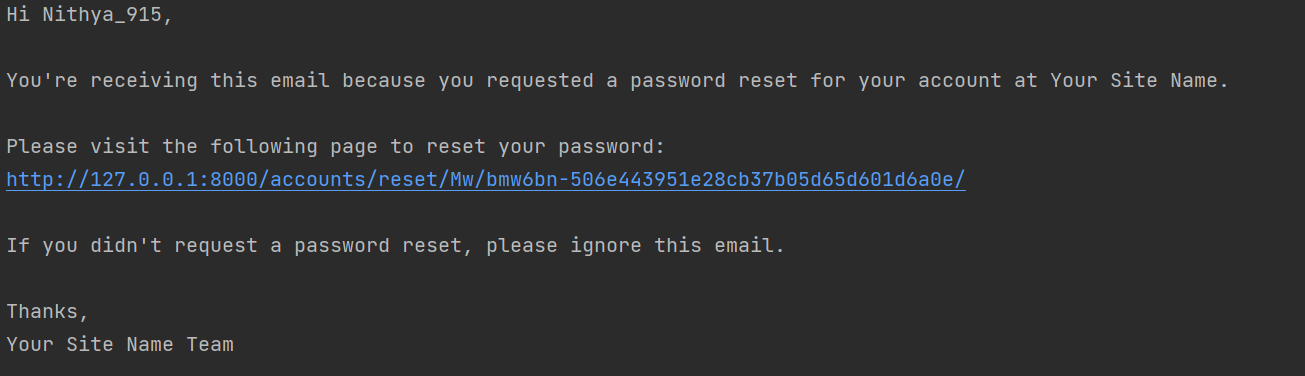 Hi Nithya_915,
You're receiving this email because you requested a password reset for your account at Your Site Name.
Please visit the following page to reset your password:
http://127.0.0.1:8000/accounts/reset/Mw/bmw6bn-506e443951e28cb37b05d65d601d6a0e/
If you didn't request a password reset, please ignore this email.
Thanks,
Your Site Name Team